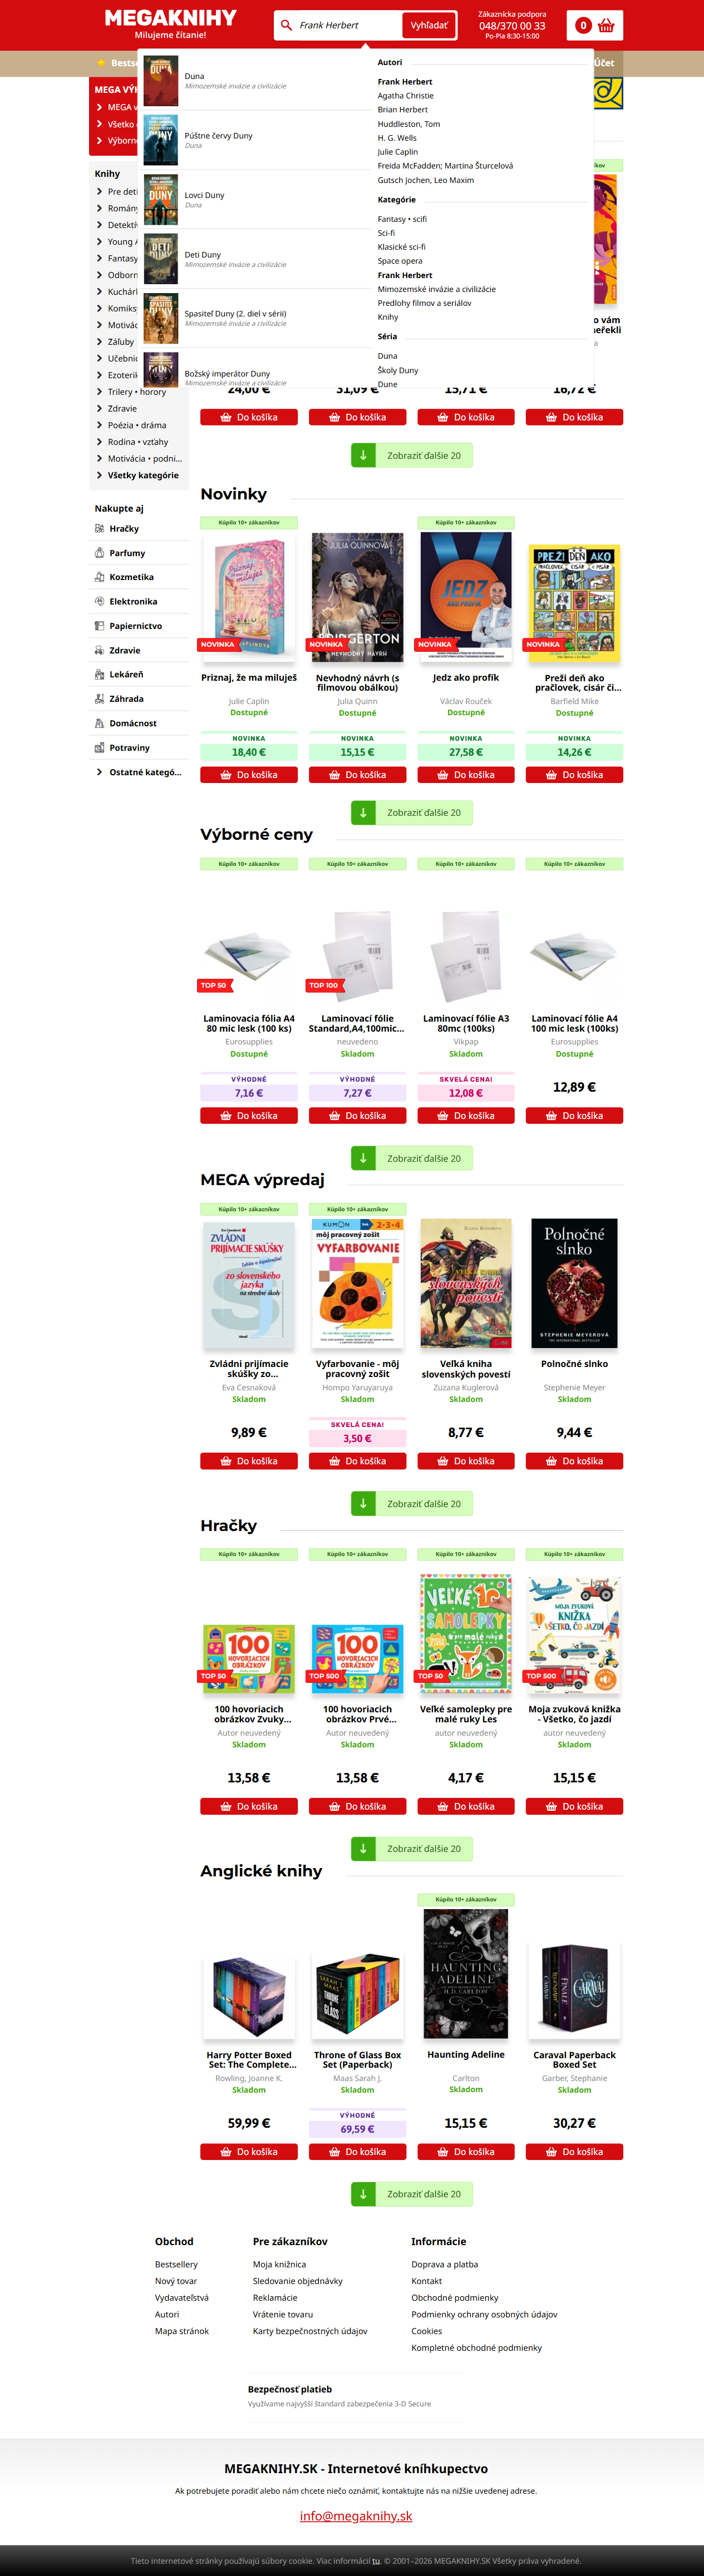 MEGAKNIHY
Milujeme čítanie!
Frank Herbert
Vyhľadať
Zákaznícka podpora
048/370 00 33
Po-Pia 8:30-15:00
0
Účet
Duna
Mimozemské invázie a civilizácie
Púštne červy Duny
Duna
Lovci Duny
Duna
Deti Duny
Mimozemské invázie a civilizácie
Spasiteľ Duny (2. diel v sérii)
Mimozemské invázie a civilizácie
Božský imperátor Duny
Mimozemské invázie a civilizácie
Autori
Frank Herbert
Agatha Christie
Brian Herbert
Huddleston, Tom
H. G. Wells
Julie Caplin
Freida McFadden; Martina Šturcelová
Gutsch Jochen, Leo Maxim
Kategórie
Fantasy • scifi
Sci-fi
Klasické sci-fi
Space opera
Frank Herbert
Mimozemské invázie a civilizácie
Predlohy filmov a seriálov
Knihy
Séria
Duna
Školy Duny
Dune
Knihy
Trilery • horory
Zdravie
Poézia • dráma
Rodina • vzťahy
Motivácia • podni...
Všetky kategórie
Nakupte aj
Hračky
Parfumy
Kozmetika
Elektronika
Papiernictvo
Zdravie
Lekáreň
Záhrada
Domácnosť
Potraviny
Ostatné kategó...
24,00 € 31,09 € 15,71 € 16,72 €
Do košíka Do košíka Do košíka Do košíka
Zobraziť ďalšie 20
Novinky
Kúpilo 10+ zákazníkov Kúpilo 10+ zákazníkov
NOVINKA NOVINKA NOVINKA NOVINKA
Priznaj, že ma miluješ
Julie Caplin
Dostupné
NOVINKA
18,40 €
Do košíka
Nevhodný návrh (s
filmovou obálkou)
Julia Quinn
Dostupné
NOVINKA
15,15 €
Do košíka
Jedz ako profík
Václav Rouček
Dostupné
NOVINKA
27,58 €
Do košíka
Preži deň ako
pračlovek, cisár či...
Barfield Mike
Dostupné
NOVINKA
14,26 €
Do košíka
Zobraziť ďalšie 20
Výborné ceny
Kúpilo 10+ zákazníkov Kúpilo 10+ zákazníkov Kúpilo 10+ zákazníkov Kúpilo 10+ zákazníkov
TOP 50 TOP 100
Laminovacia fólia A4
80 mic lesk (100 ks)
Eurosupplies
Dostupné
VÝHODNÉ
7,16 €
Do košíka
Laminovací fólie
Standard,A4,100mic...
neuvedeno
Skladom
VÝHODNÉ
7,27 €
Do košíka
Laminovací fólie A3
80mc (100ks)
Vikpap
Skladom
SKVELÁ CENA!
12,08 €
Do košíka
Laminovací fólie A4
100 mic lesk (100ks)
Eurosupplies
Dostupné
12,89 €
Do košíka
Zobraziť ďalšie 20
MEGA výpredaj
Kúpilo 10+ zákazníkov Kúpilo 10+ zákazníkov
Zvládni prijímacie
skúšky zo...
Eva Cesnaková
Skladom
9,89 €
Do košíka
Vyfarbovanie - môj
pracovný zošit
Hompo Yaruyaruya
Skladom
SKVELÁ CENA!
3,50 €
Do košíka
Veľká kniha
slovenských povestí
Zuzana Kuglerová
Skladom
8,77 €
Do košíka
Polnočné slnko
Stephenie Meyer
Skladom
9,44 €
Do košíka
Zobraziť ďalšie 20
Hračky
Kúpilo 10+ zákazníkov Kúpilo 10+ zákazníkov Kúpilo 10+ zákazníkov Kúpilo 10+ zákazníkov
TOP 50 TOP 500 TOP 50 TOP 500
100 hovoriacich
obrázkov Zvuky...
Autor neuvedený
Skladom
13,58 €
Do košíka
100 hovoriacich
obrázkov Prvé...
Autor neuvedený
Skladom
13,58 €
Do košíka
Veľké samolepky pre
malé ruky Les
autor neuvedený
Skladom
4,17 €
Do košíka
Moja zvuková knižka
- Všetko, čo jazdí
autor neuvedený
Skladom
15,15 €
Do košíka
Zobraziť ďalšie 20
Anglické knihy
Kúpilo 10+ zákazníkov
Harry Potter Boxed
Set: The Complete...
Rowling, Joanne K.
Skladom
59,99 €
Do košíka
Throne of Glass Box
Set (Paperback)
Maas Sarah J.
Skladom
VÝHODNÉ
69,59 €
Do košíka
Haunting Adeline
Carlton
Skladom
15,15 €
Do košíka
Caraval Paperback
Boxed Set
Garber, Stephanie
Skladom
30,27 €
Do košíka
Zobraziť ďalšie 20
Obchod
Bestsellery
Nový tovar
Vydavateľstvá
Autori
Mapa stránok
Pre zákazníkov
Moja knižnica
Sledovanie objednávky
Reklamácie
Vrátenie tovaru
Karty bezpečnostných údajov
Informácie
Doprava a platba
Kontakt
Obchodné podmienky
Podmienky ochrany osobných údajov
Cookies
Kompletné obchodné podmienky
Bezpečnosť platieb
Využívame najvyšší štandard zabezpečenia 3-D Secure
MEGAKNIHY.SK - Internetové kníhkupectvo
Ak potrebujete poradiť alebo nám chcete niečo oznámiť, kontaktujte nás na nižšie uvedenej adrese.
info@megaknihy.sk
Tieto internetové stránky používajú súbory cookie. Viac informácií tu. © 2001–2026 MEGAKNIHY.SK Všetky práva vyhradené.